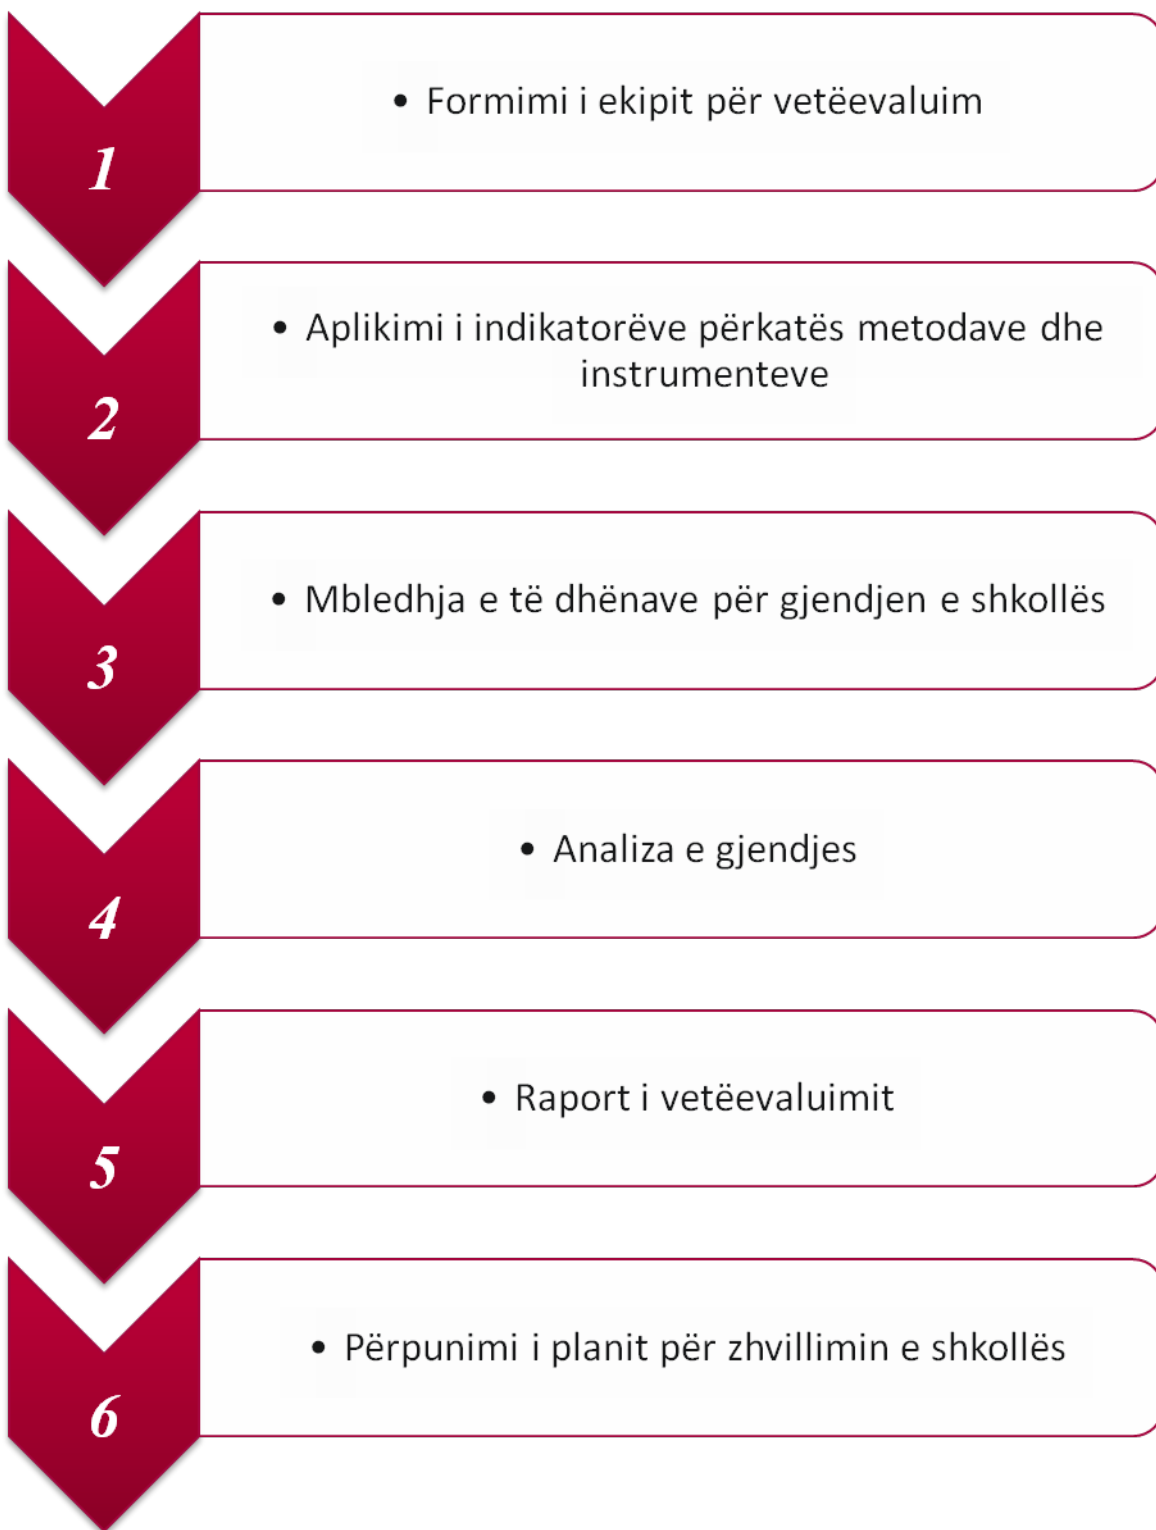 1
• Formimi i ekipit për vetëevaluim
2
• Aplikimi i indikatorëve përkatës metodave dhe
instrumenteve
3
• Mbledhja e të dhënave për gjendjen e shkollës
4
• Analiza e gjendjes
5
• Raport i vetëevaluimit
6
• Përpunimi i planit për zhvillimin e shkollës